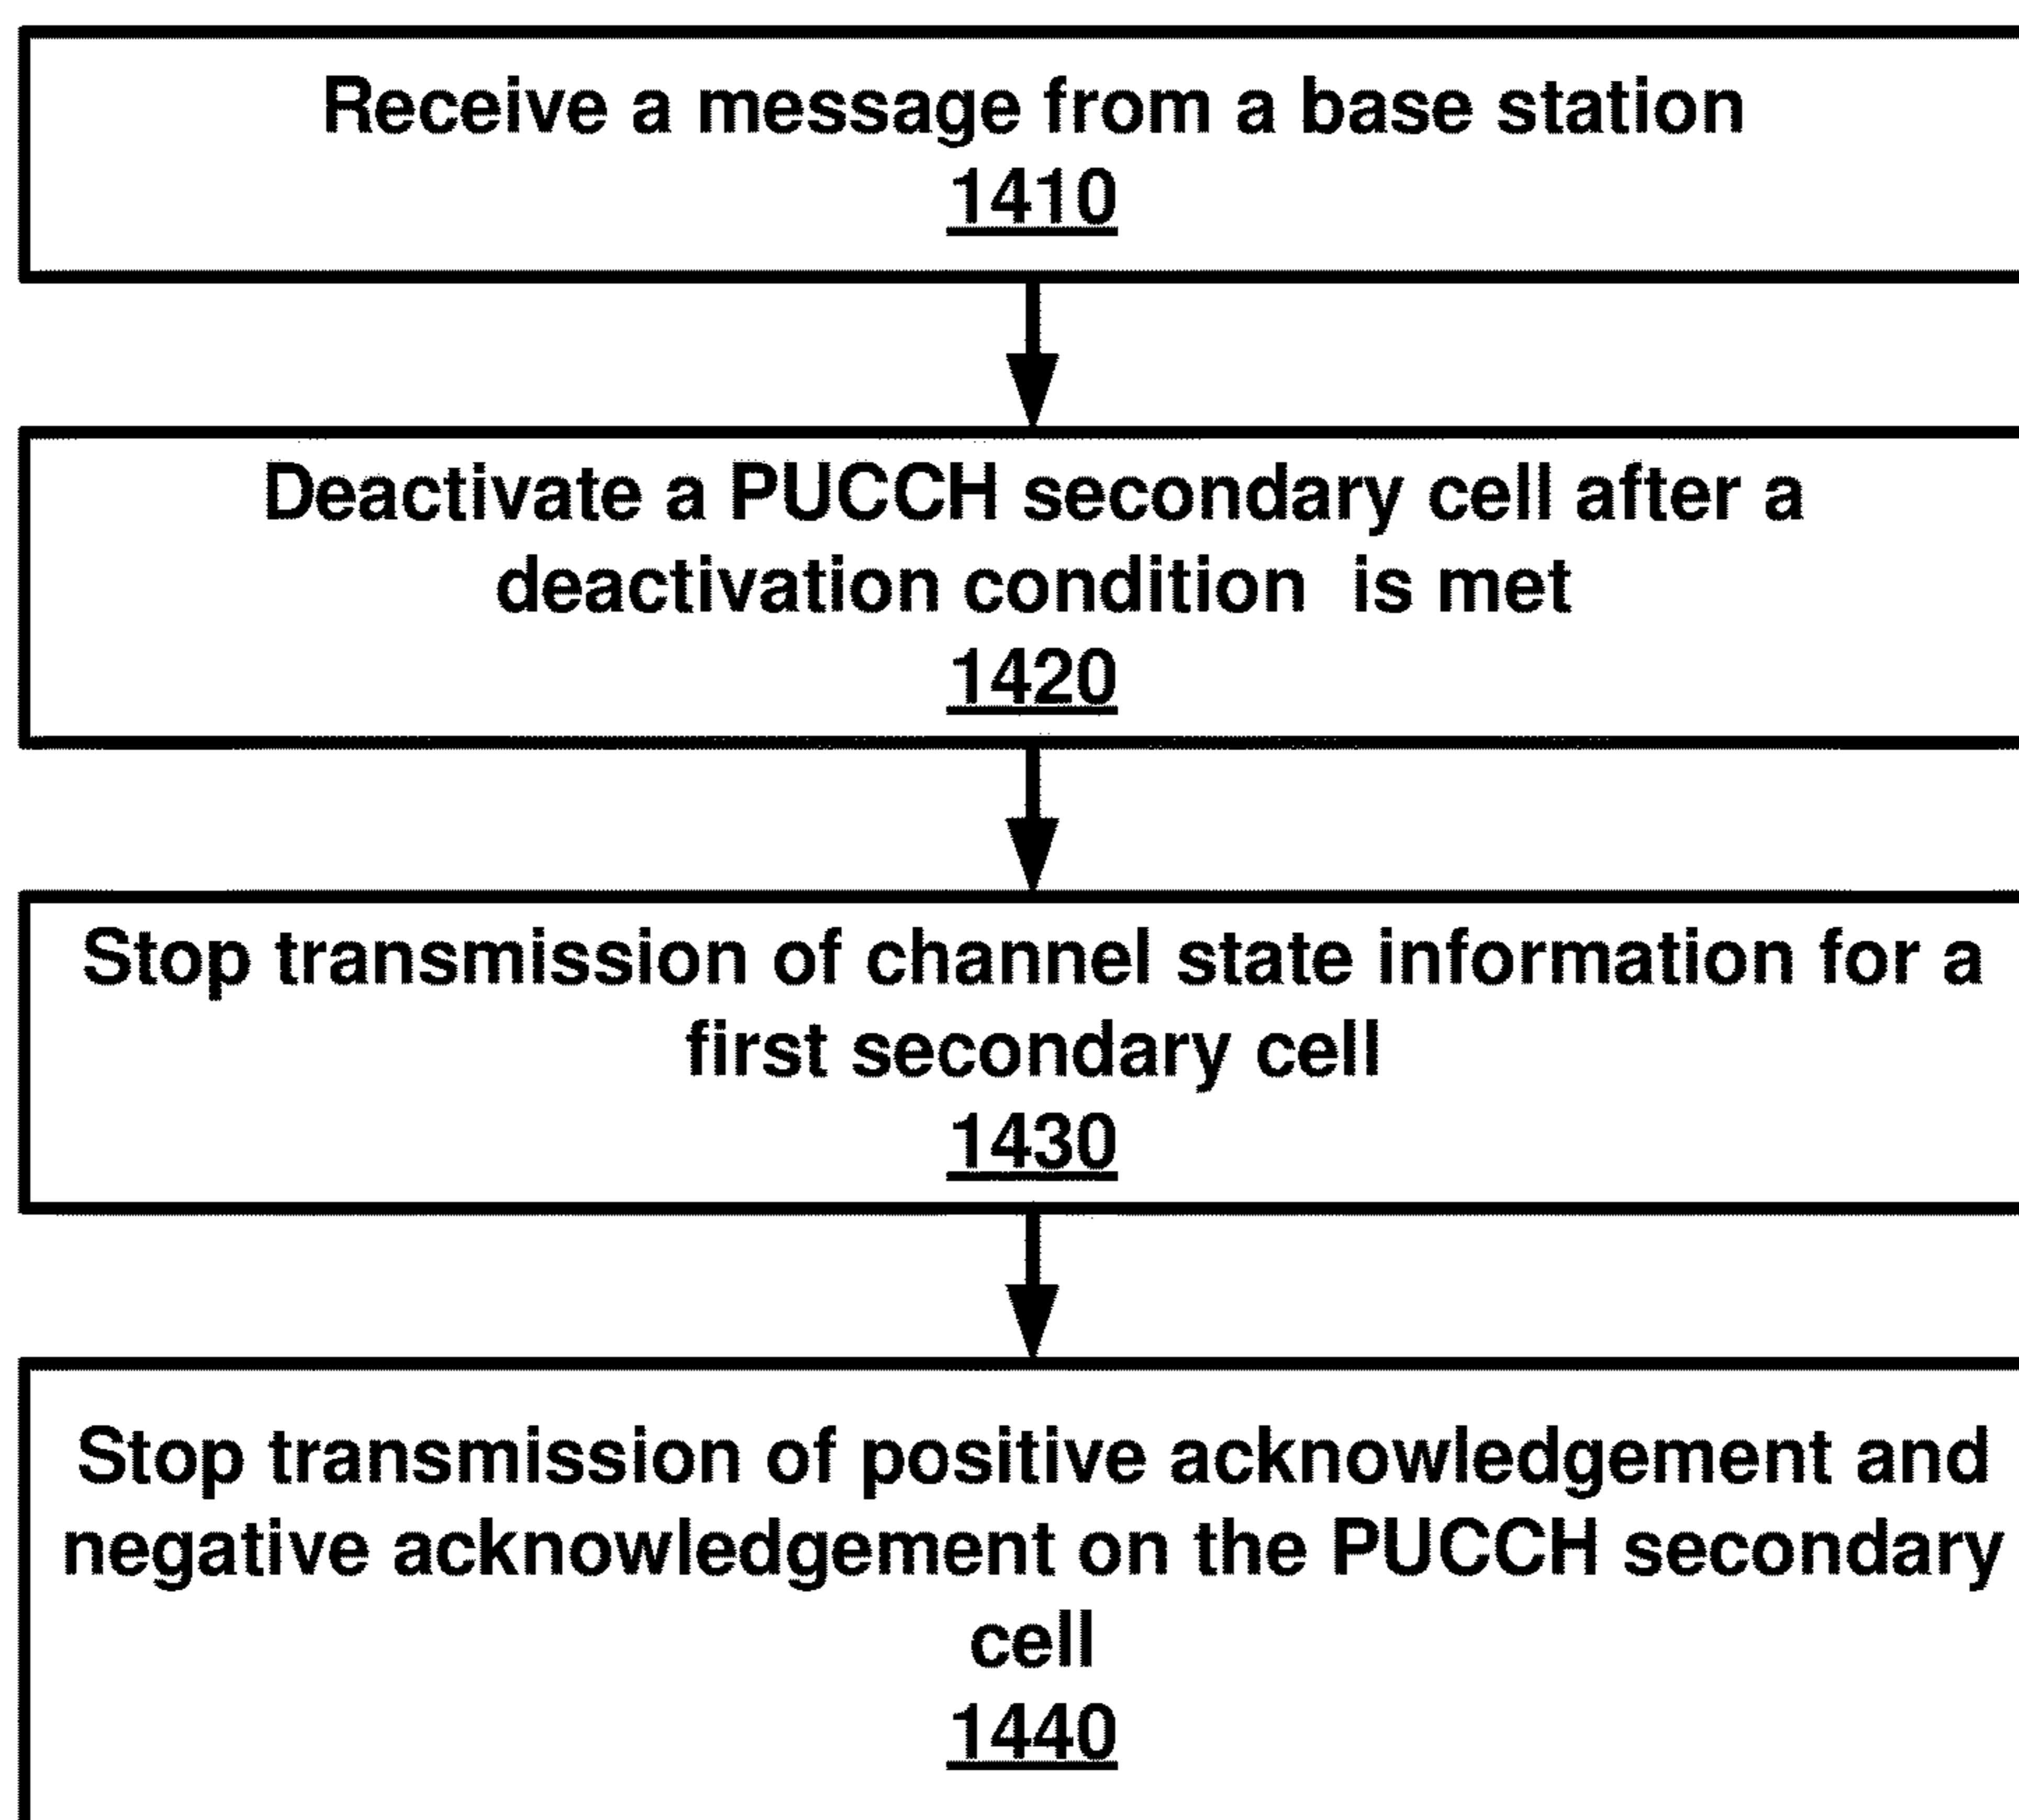 Receive a message from a base station
1410
Deactivate a PUCCH secondary cell after a
deactivation condition  is met
1420
Stop transmission of channel state information for a
first secondary cell
1430
Stop transmission of positive acknowledgement and
negative acknowledgement on the PUCCH secondary
cell
1440